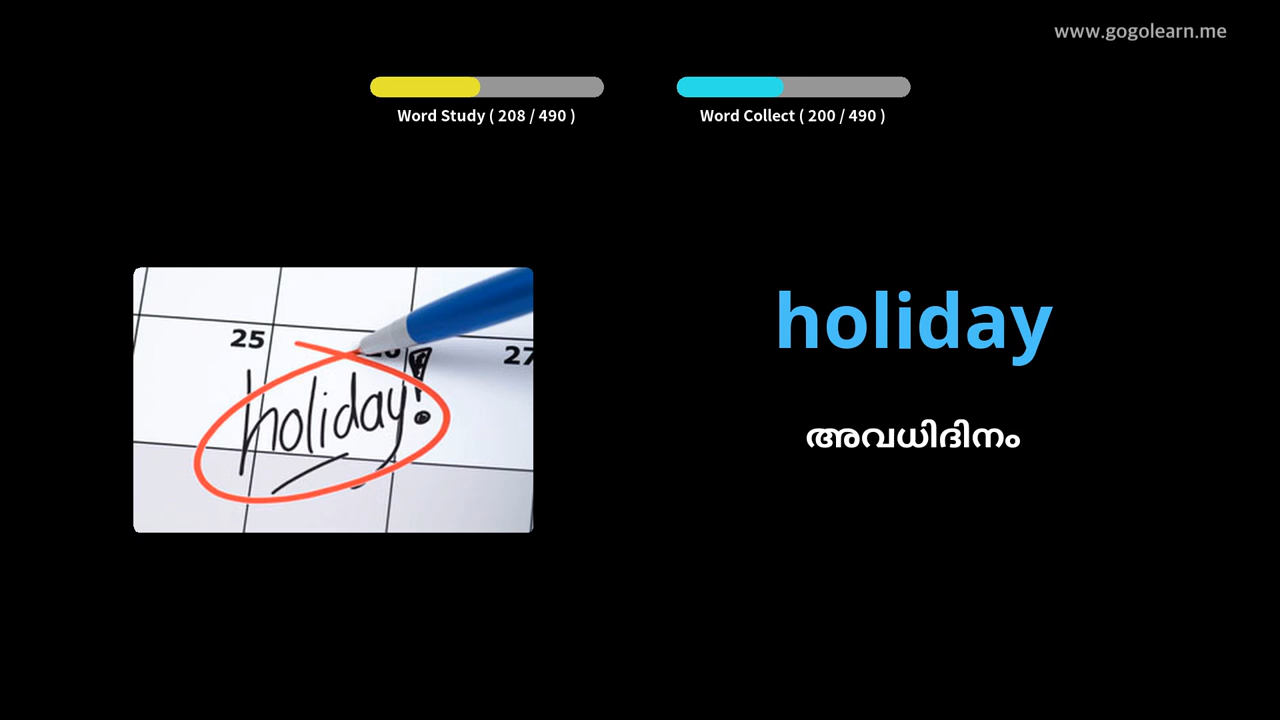 www.gogolearn.me
Word Study ( 208 / 490 )
Word Collect ( 200 / 490 )
25
27
holiday!
holiday
അവധിദിനം